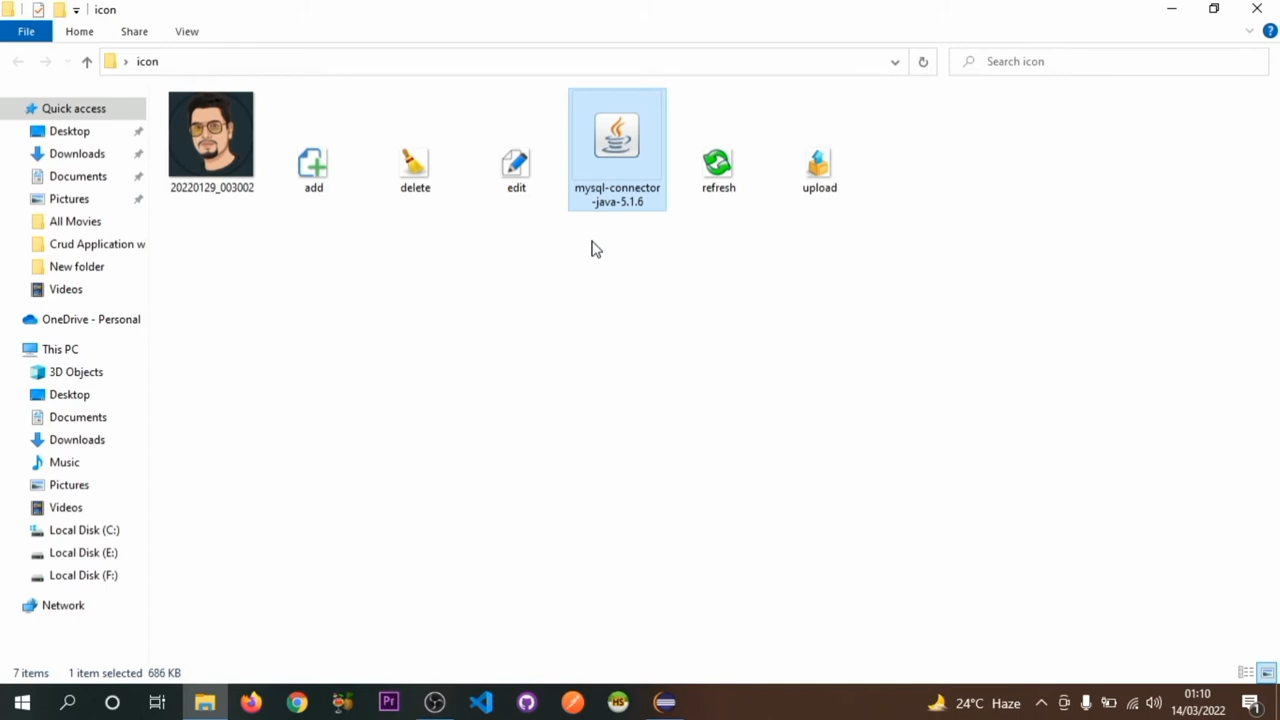 icon
File
Home
Share
View
icon
Search icon
Quick access
Desktop
Downloads
Documents
Pictures
All Movies
Crud Application w
New folder
Videos
OneDrive - Personal
This PC
3D Objects
Desktop
Documents
Downloads
Music
Pictures
Videos
Local Disk (C:)
Local Disk (E:)
Local Disk (F:)
Network
20220129_003002
add
delete
edit
mysql-connector
-java-5.1.6
refresh
upload
7 items
1 item selected 686 KB
Pr
HS
24°C Haze
01:10
14/03/2022
1